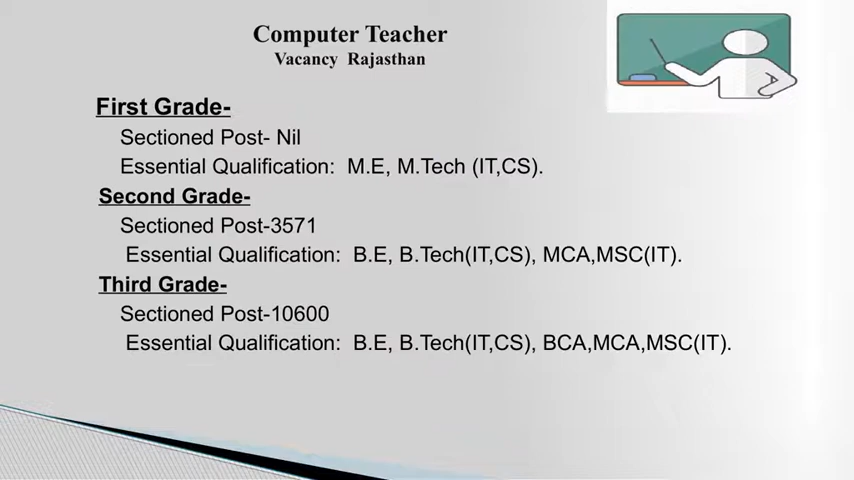 Computer Teacher
Vacancy Rajasthan
First Grade-
Sectioned Post- Nil
Essential Qualification: M.E, M.Tech (IT,CS).
Second Grade-
Sectioned Post-3571
Essential Qualification: B.E, B.Tech(IT,CS), MCA,MSC(IT).
Third Grade-
Sectioned Post-10600
Essential Qualification: B.E, B.Tech(IT,CS), BCA,MCA,MSC(IT).